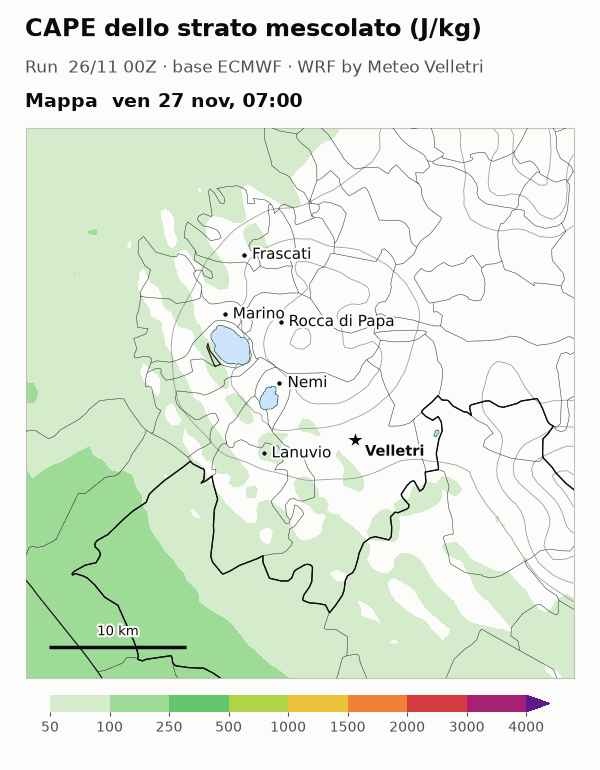 CAPE dello strato mescolato (J/kg)
Run  26/11 00Z · base ECMWF · WRF by Meteo Velletri
Mappa  ven 27 nov, 07:00
Frascati
Marino
Rocca di Papa
Nemi
Velletri
Lanuvio
10 km
50 100 250 500 1000 1500 2000 3000 4000